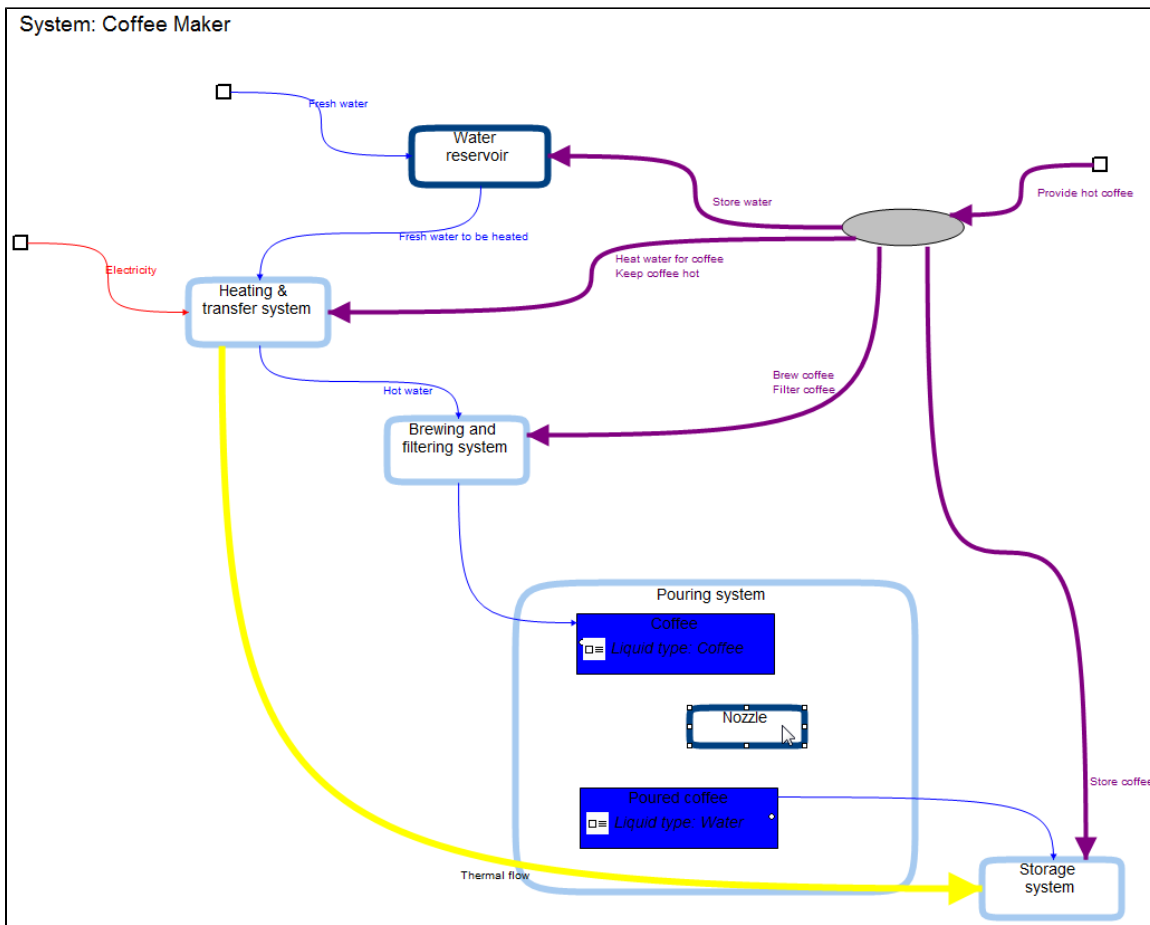 System: Coffee Maker
Fresh water
Water
reservoir
Provide hot coffee
Store water
Fresh water to be heated
Heat water for coffee
Keep coffee hot
Electricity
Heating &
transfer system
Brew coffee
Filter coffee
Hot water
Brewing and
filtering system
Pouring system
Coffee
Liquid type: Coffee
Nozzle
Store coffee
Poured coffee
Liquid type: Water
Thermal flow
Storage
system